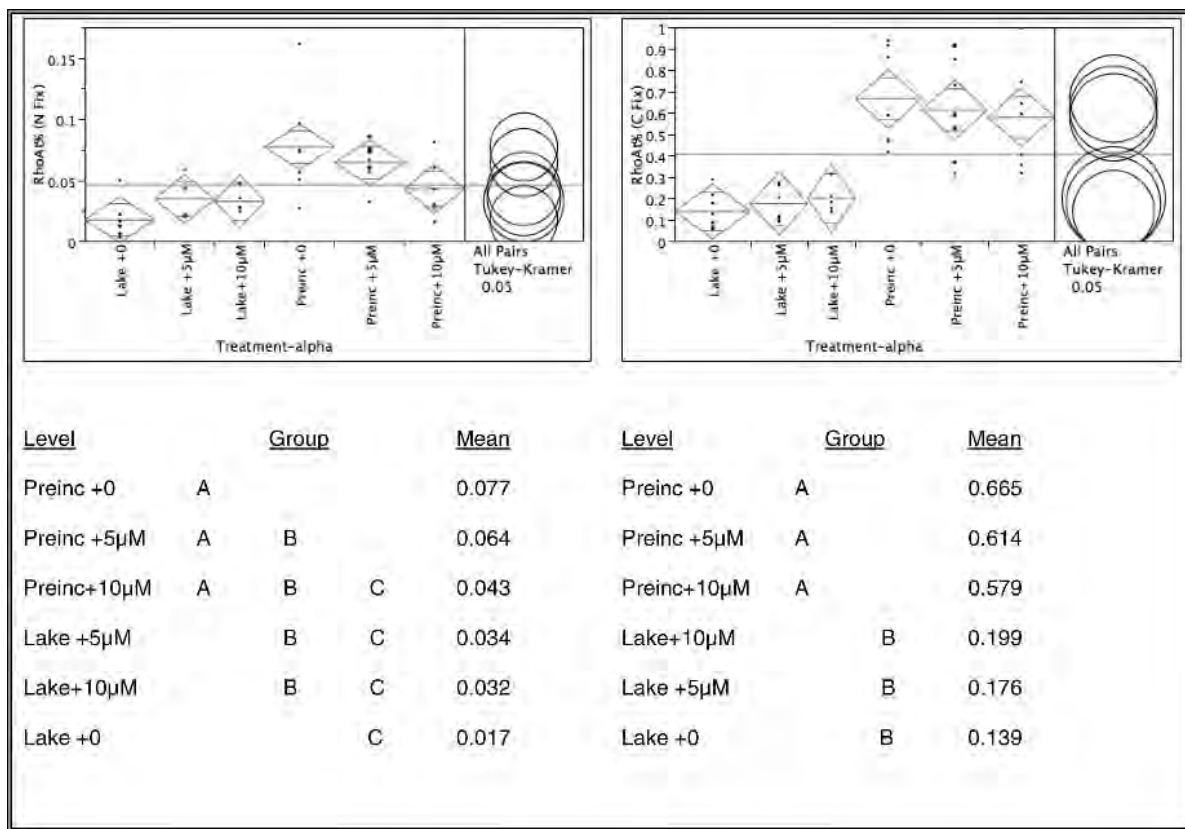 RhoAt% (N Fix)
0.15
0.1
0.05
0
Lake +0
Lake +5µM
Lake+10µM
Preinc +0
Preinc +5µM
Preinc+ 10µM
All Pairs
Tukey-Kramer
0.05
Treatment-alpha
RhoAt% (C Fix)
1
0.9
0.8
0.7
0.6
0.5
0.4
0.3
0.2
0.1
0
Lake +0
Lake +5µM
Lake+10µM
Preinc +0
Preinc +5µM
Preinc+ 10µM
All Pairs
Tukey-Kramer
0.05
Treatment-alpha
Level Group Mean Level Group Mean
Preinc +0 A 0.077 Preinc +0 A 0.665
Preinc +5µM A B 0.064 Preinc +5µM A 0.614
Preinc+10µM A B C 0.043 Preinc+10µM A 0.579
Lake +5µM B C 0.034 Lake+10µM B 0.199
Lake+10µM B C 0.032 Lake +5µM B 0.176
Lake +0 C 0.017 Lake +0 B 0.139